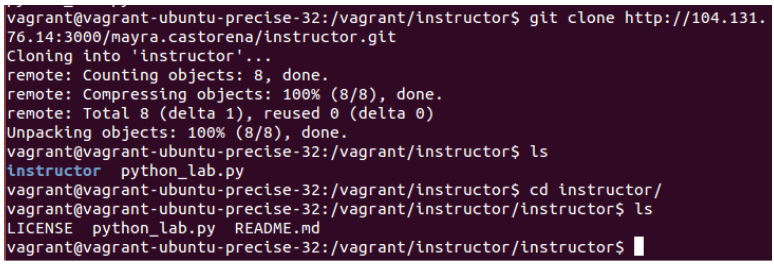 vagrant@vagrant-ubuntu-precise-32:/vagrant/instructor$ git clone http://104.131.
76.14:3000/mayra.castorena/instructor.git
Cloning into 'instructor'...
remote: Counting objects: 8, done.
remote: Compressing objects: 100% (8/8), done.
remote: Total 8 (delta 1), reused 0 (delta 0)
Unpacking objects: 100% (8/8), done.
vagrant@vagrant-ubuntu-precise-32:/vagrant/instructor$ ls
instructor  python_lab.py
vagrant@vagrant-ubuntu-precise-32:/vagrant/instructor$ cd instructor/
vagrant@vagrant-ubuntu-precise-32:/vagrant/instructor/instructor$ ls
LICENSE  python_lab.py  README.md
vagrant@vagrant-ubuntu-precise-32:/vagrant/instructor/instructor$